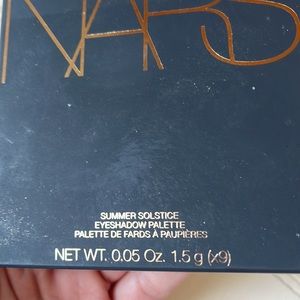 NARS
SUMMER SOLSTICE
EYESHADOW PALETTE
PALETTE DE FARDS À PAUPIÈRES
NET WT. 0.05 Oz. 1.5 g (x9)